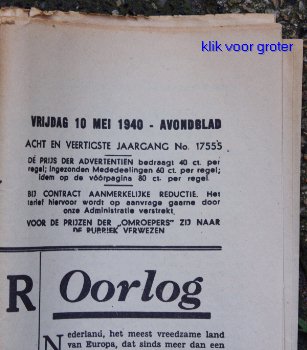 klik voor groter
VRIJDAG 10 MEI 1940 - AVONDBLAD
ACHT EN VEERTIGSTE JAARGANG No. 17555
DE PRIJS DER ADVERTENTIEN bedraagt 40 ct. per
regel; Ingezonden Mededeelingen 60 ct. per regel;
idem op de vóórpagina 80 ct. per regel
BIJ CONTRACT AANMERKELIJKE REDUCTIE. Het
tarief hiervoor wordt op aanvrage gaarne door
onze Administratie verstrekt
VOOR DE PRIJZEN DER „OMROEPERS" ZIJ NAAR
DE RUBRIEK VERWEZEN
R Oorlog
Nederland, het meest vreedzame land
van Europa, dat sinds meer dan een